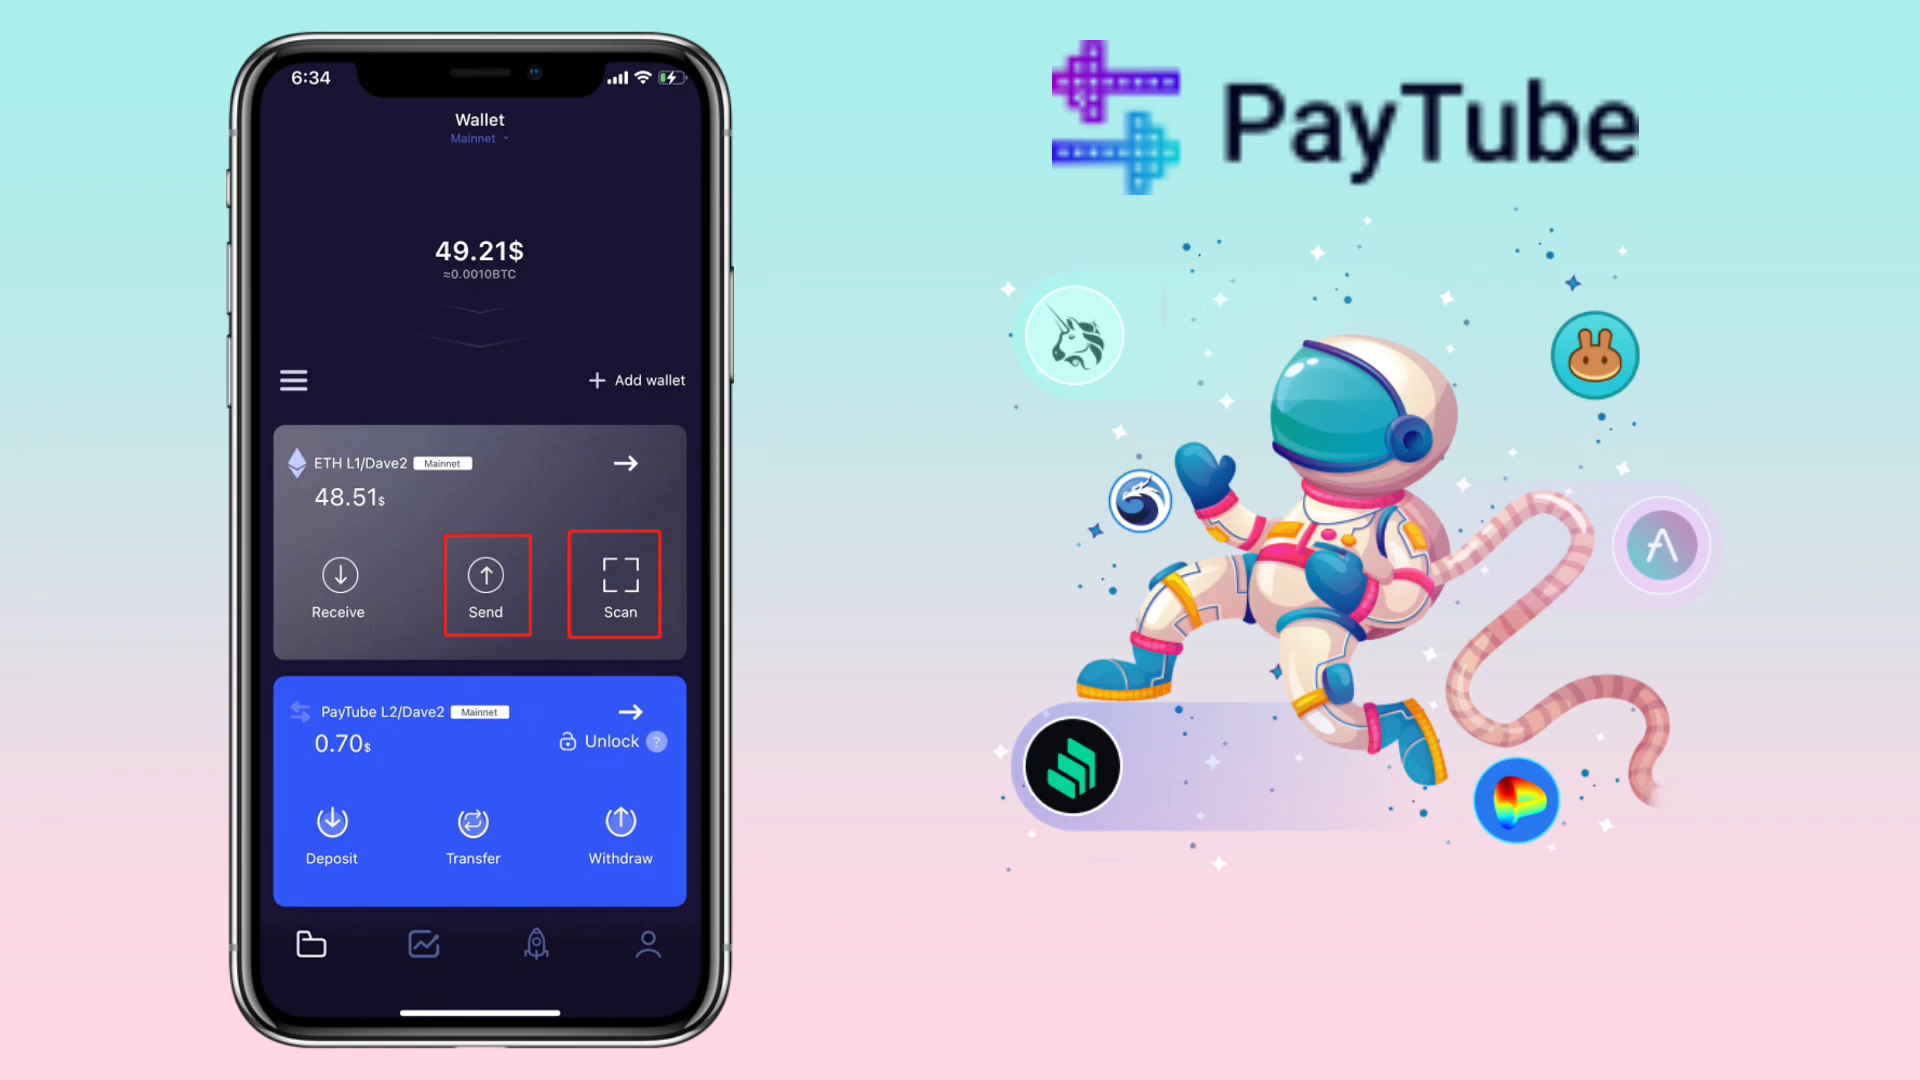 6:34
Wallet
Mainnet
49.21$
≈0.0010BTC
+ Add wallet
ETH L1/Dave2 Mainnet
48.51$
Receive Send Scan
PayTube L2/Dave2 Mainnet
0.70$ Unlock ?
Deposit Transfer Withdraw
PayTube